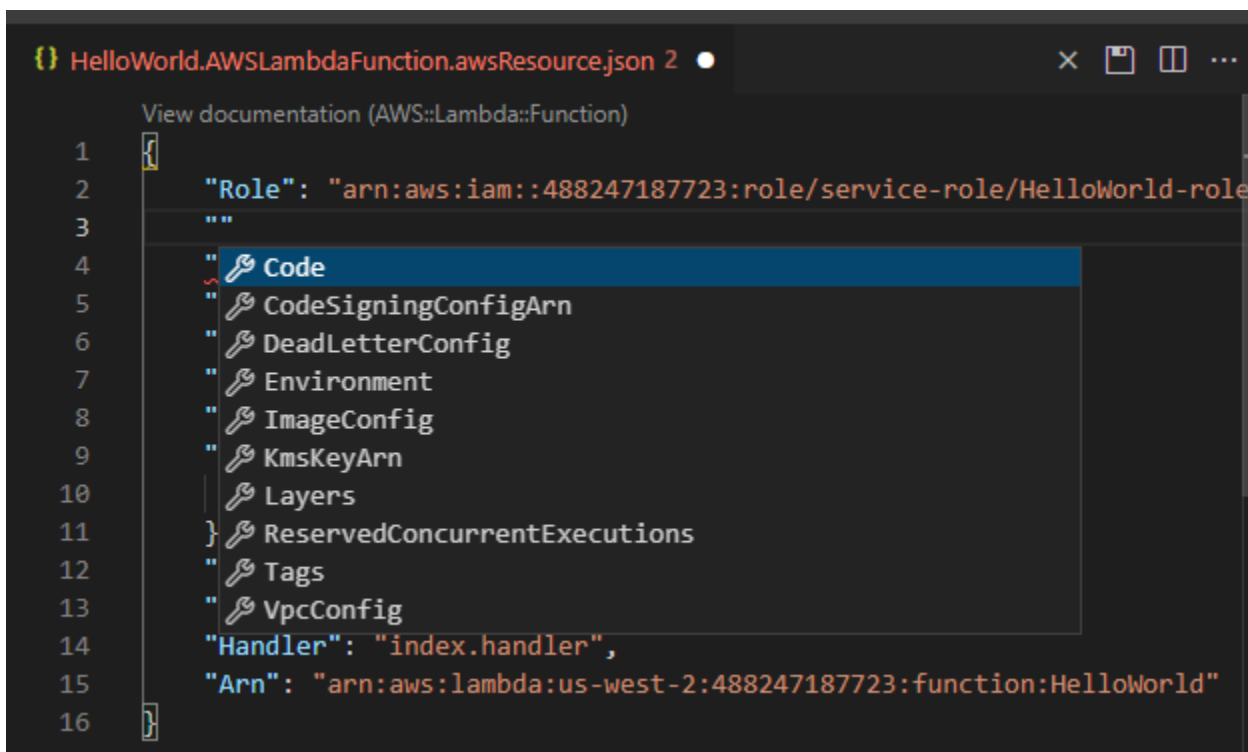 {} HelloWorld.AWSLambdaFunction.awsResource.json 2 ● × ...
View documentation (AWS::Lambda::Function)
1 {
2 "Role": "arn:aws:iam::488247187723:role/service-role/HelloWorld-role
3 ""
4 " Code
5 " CodeSigningConfigArn
6 " DeadLetterConfig
7 " Environment
8 " ImageConfig
9 " KmsKeyArn
10 Layers
11 } ReservedConcurrentExecutions
12 " Tags
13 " VpcConfig
14 "Handler": "index.handler",
15 "Arn": "arn:aws:lambda:us-west-2:488247187723:function:HelloWorld"
16 }